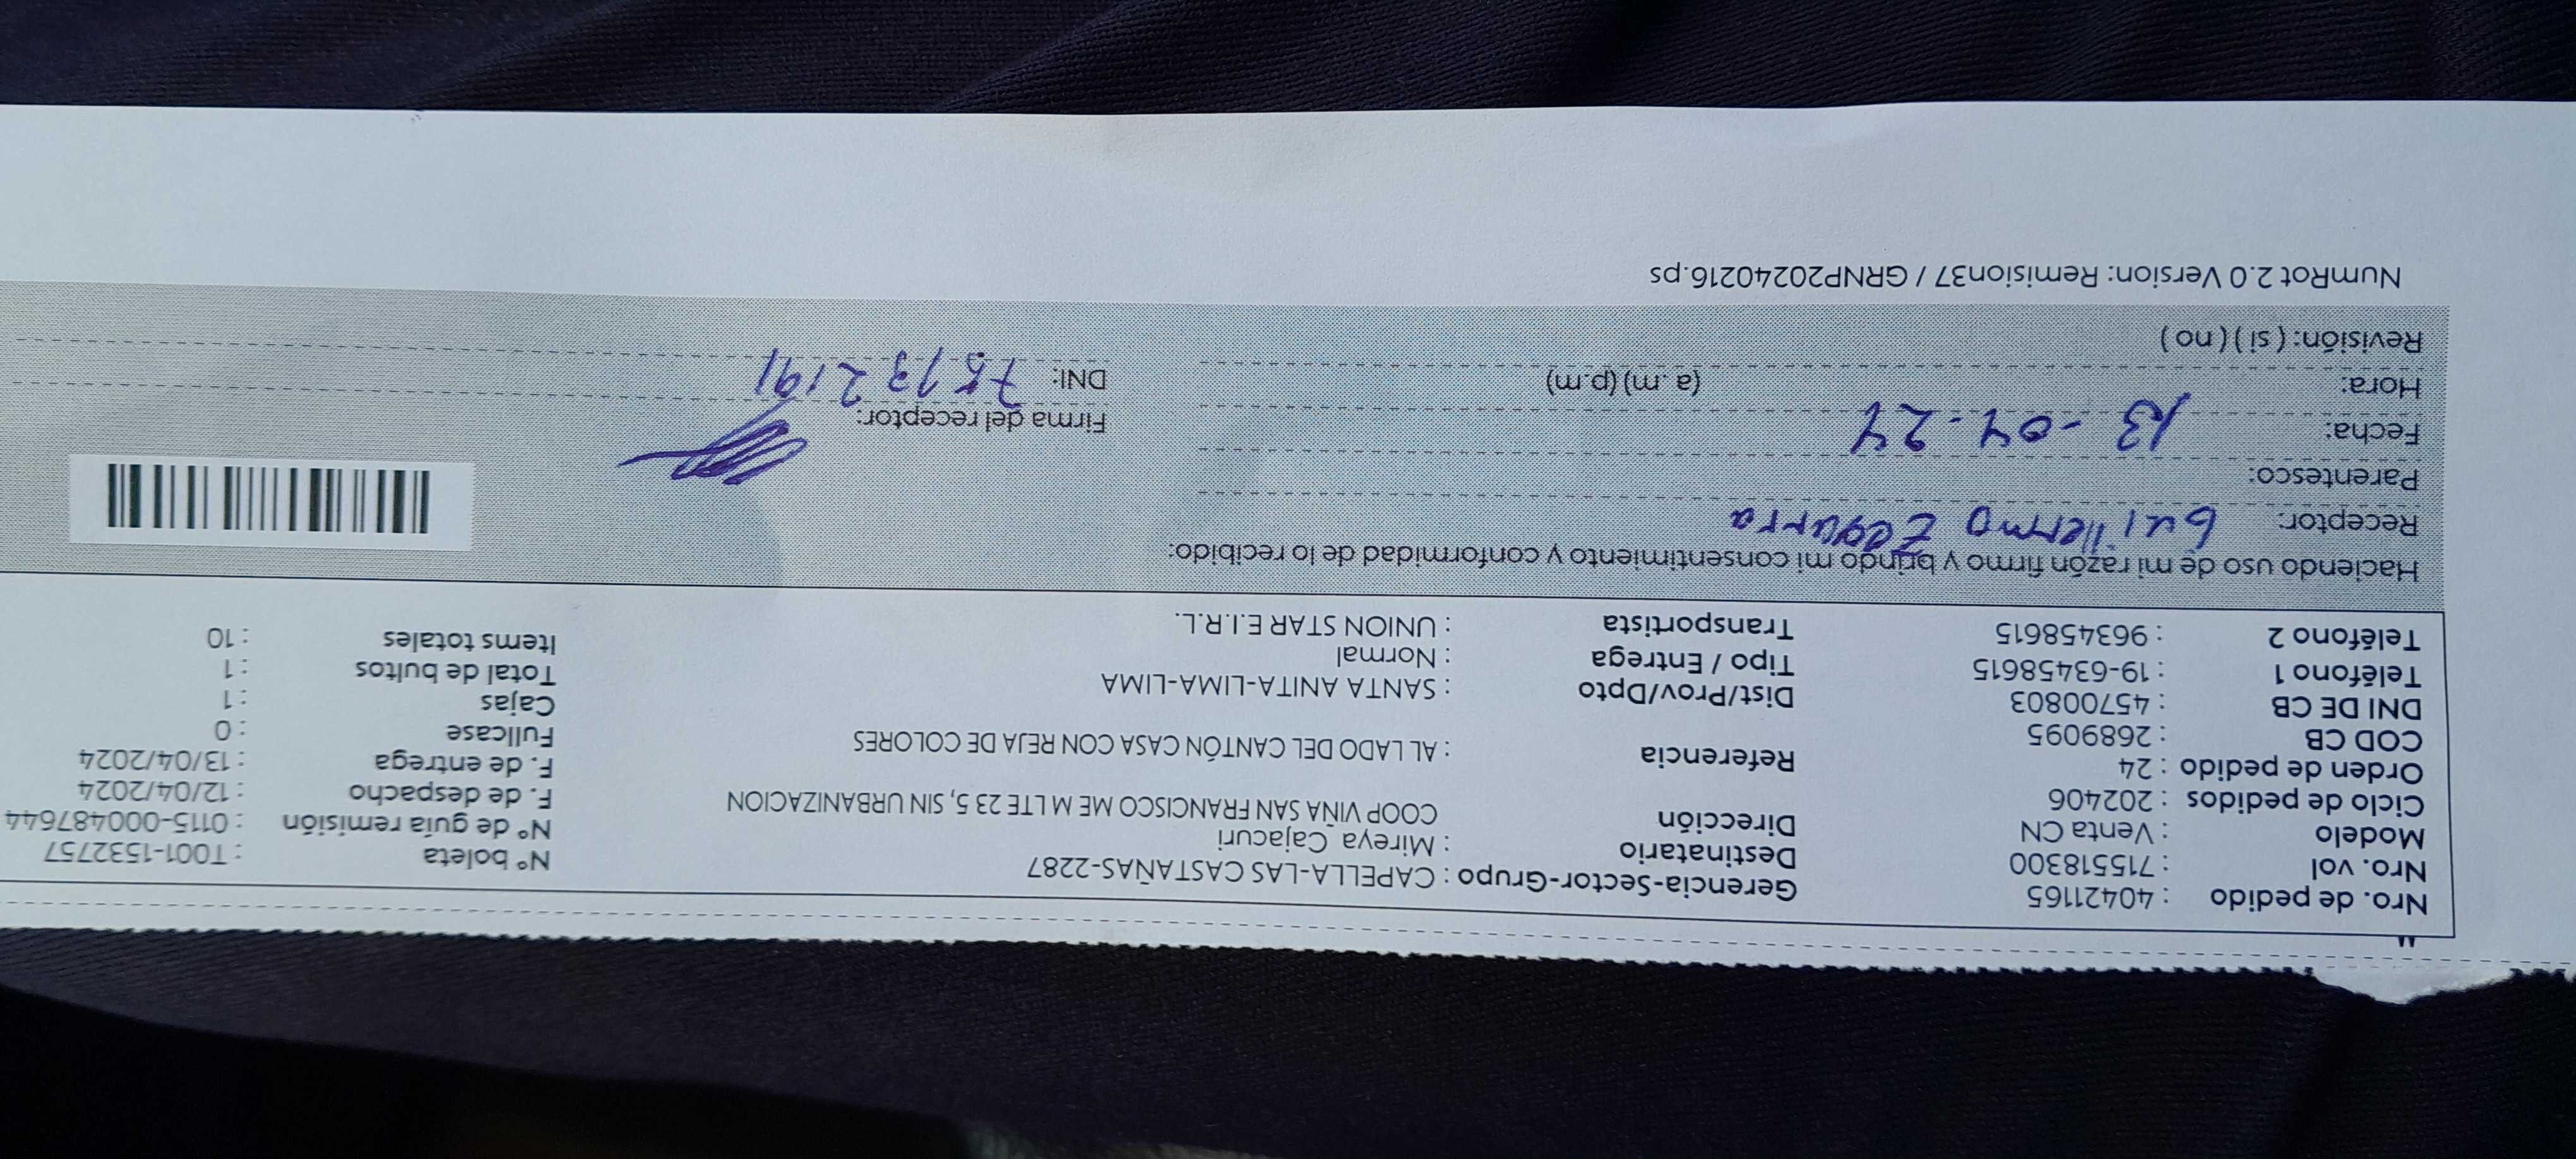 Nro. de pedido : 40421165
Nro. vol : 715518300
Modelo : Venta CN
Ciclo de pedidos : 202406
Orden de pedido : 24
COD CB : 2689095
DNI DE CB : 45700803
Teléfono 1 : 19-63458615
Teléfono 2 : 963458615
Gerencia-Sector-Grupo : CAPELLA-LAS CASTAÑAS-2287
Destinatario : Mireya Cajacuri
Dirección COOP VIÑA SAN FRANCISCO ME M LTE 23 5, SIN URBANIZACION
Referencia : AL LADO DEL CANTÓN CASA CON REJA DE COLORES
Dist/Prov/Dpto : SANTA ANITA-LIMA-LIMA
Tipo / Entrega : Normal
Transportista : UNION STAR E.I.R.L.
N° boleta : T001-1532757
N° de guía remisión : 0115-000487644
F. de despacho : 12/04/2024
F. de entrega : 13/04/2024
Fullcase : 0
Cajas : 1
Total de bultos : 1
Items totales : 10
Haciendo uso de mi razón firmo y brindo mi consentimiento y conformidad de lo recibido:
Receptor: Guillermo Egqurra
Parentesco:
Fecha: 13-04-24
Hora: (a.m) (p.m)
Revisión: ( si ) ( no )
Firma del receptor:
DNI: 75732191
NumRot 2.0 Version: Remision37 / GRNP20240216.ps